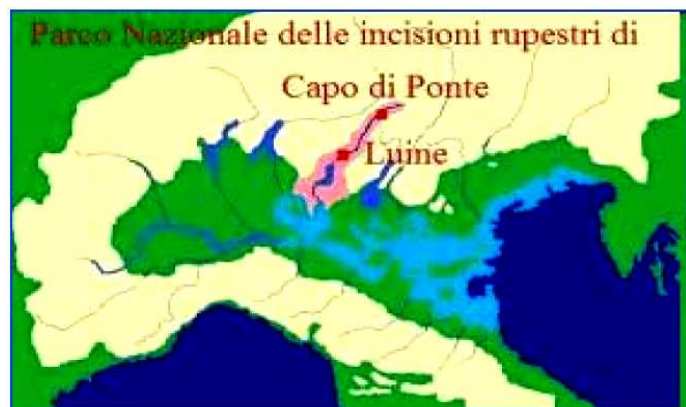 Parco Nazionale delle incisioni rupestri di
Capo di Ponte
Luine